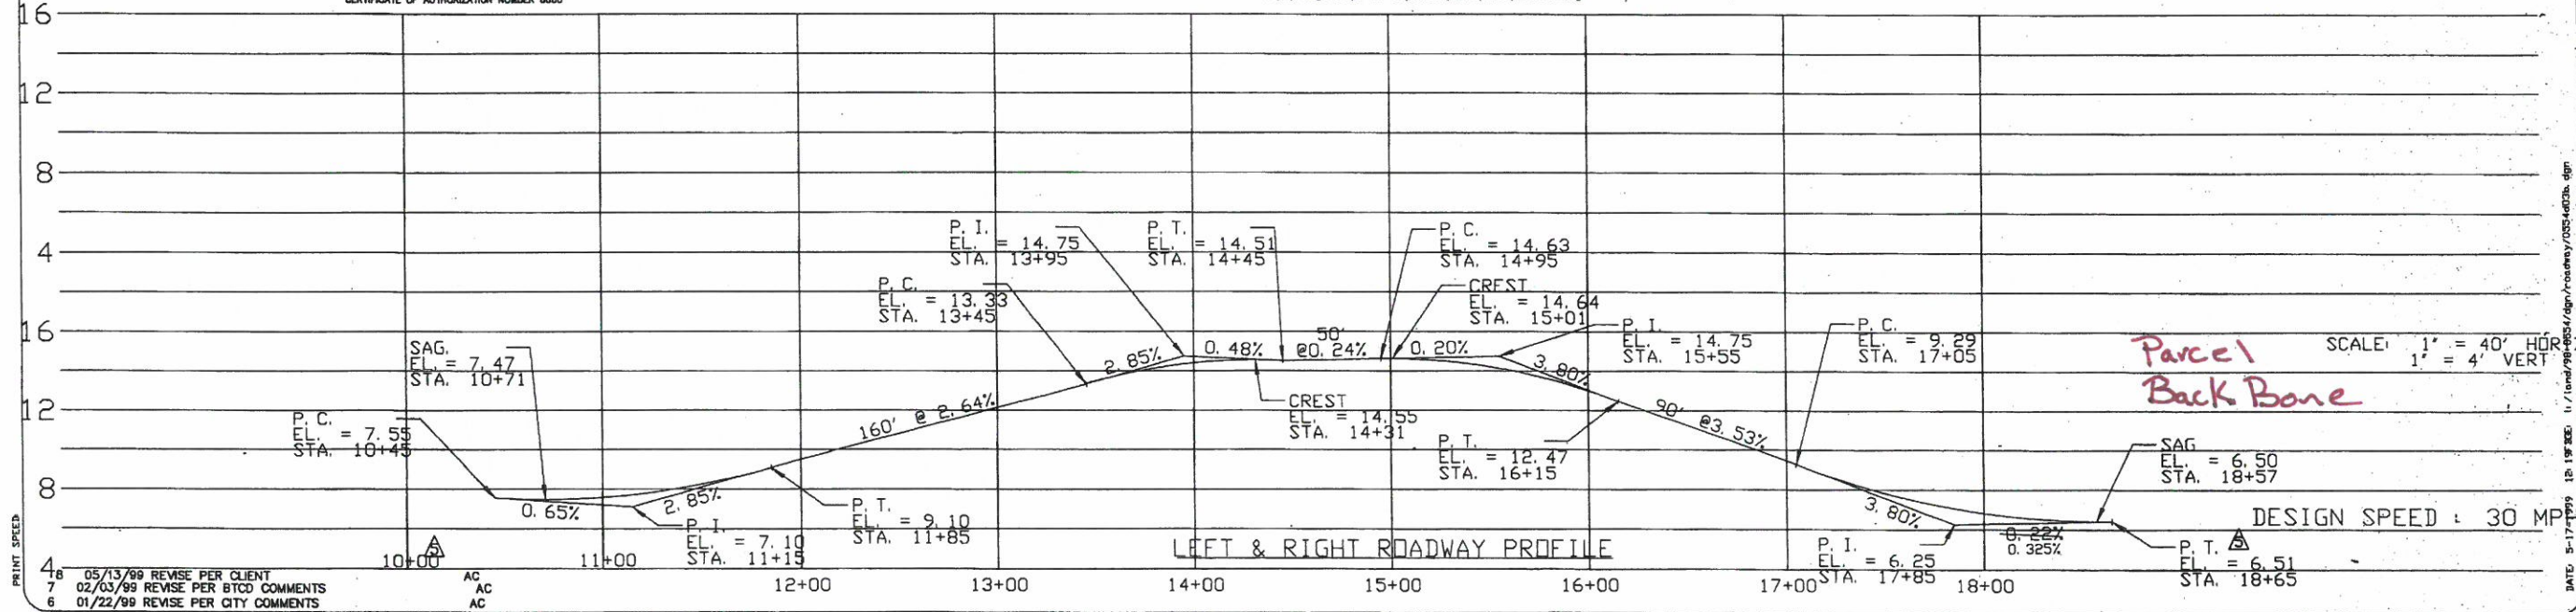 16
12
8
4
16
12
8
4
P. I.
EL. = 14. 75
STA. 13+95
P. T.
EL. = 14. 51
STA. 14+45
P. C.
EL. = 14. 63
STA. 14+95
P. C.
EL. = 13. 33
STA. 13+45
CREST
EL. = 14. 64
STA. 15+01
P. I.
EL. = 14. 75
STA. 15+55
P. C.
EL. = 9. 29
STA. 17+05
Parcel
Back Bone
SCALE: 1" = 40' HOR
1" = 4' VERT
SAG.
EL. = 7. 47
STA. 10+71
2. 85%
0. 48%
50'
@0. 24%
0. 20%
3. 80%
P. C.
EL. = 7. 55
STA. 10+45
160' @ 2. 64%
CREST
EL. = 14. 55
STA. 14+31
P. T.
EL. = 12. 47
STA. 16+15
90' @3. 53%
SAG
EL. = 6. 50
STA. 18+57
0. 65%
2. 85%
P. I.
EL. = 7. 10
STA. 11+15
P. T.
EL. = 9. 10
STA. 11+85
3. 80%
P. I.
EL. = 6. 25
STA. 17+85
0. 22%
0. 325%
P. T. 5
EL. = 6. 51
STA. 18+65
DESIGN SPEED : 30 MP
LEFT & RIGHT ROADWAY PROFILE
5
10+00
11+00
12+00
13+00
14+00
15+00
16+00
17+00
18+00
8 05/13/99 REVISE PER CLIENT AC
7 02/03/99 REVISE PER BTCD COMMENTS AC
6 01/22/99 REVISE PER CITY COMMENTS AC
PRINT SPEED